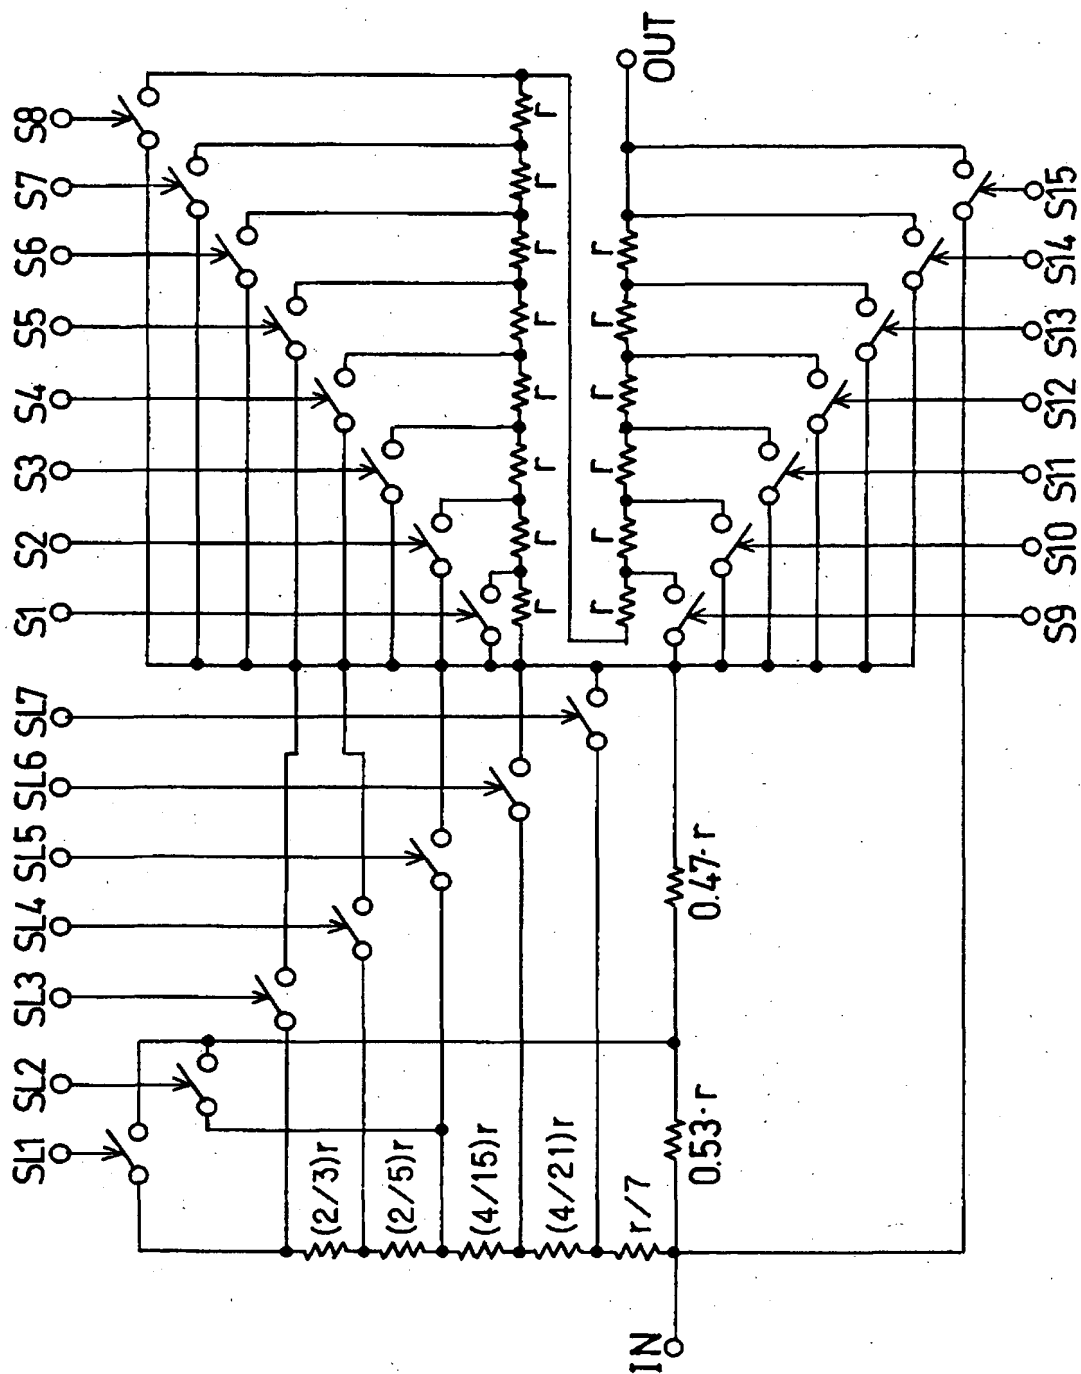 SL1 SL2 SL3 SL4 SL5 SL6 SL7 S1 S2 S3 S4 S5 S6 S7 S8
(2/3)r
(2/5)r
(4/15)r
(4/21)r
r/7
r r r r r r r r
r r r r r r
IN
0.53·r
0.47·r
OUT
S9 S10 S11 S12 S13 S14 S15